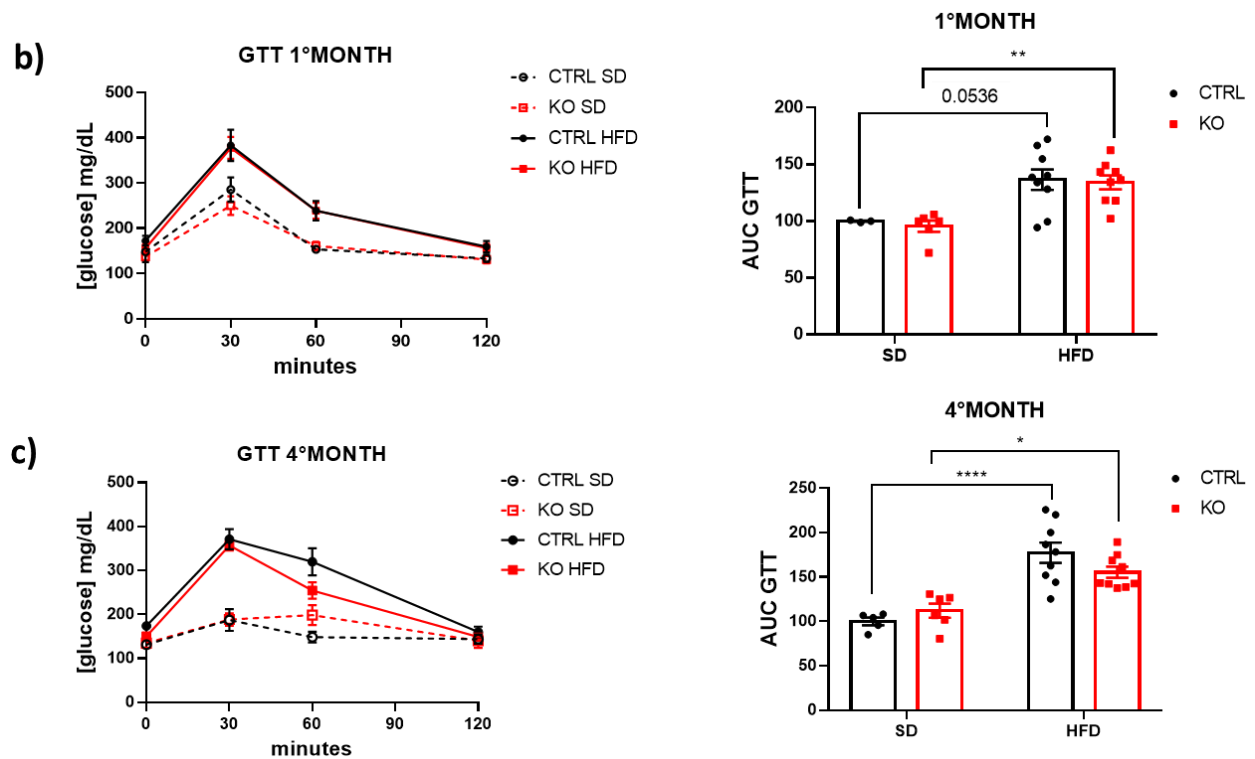 b)
GTT 1°MONTH
[glucose] mg/dL
500
400
300
200
100
0
0 30 60 90 120
minutes
CTRL SD
KO SD
CTRL HFD
KO HFD
1°MONTH
**
0.0536
AUC GTT
200
150
100
50
0
SD HFD
CTRL
KO
c)
GTT 4°MONTH
[glucose] mg/dL
500
400
300
200
100
0
0 30 60 90 120
minutes
CTRL SD
KO SD
CTRL HFD
KO HFD
4°MONTH
*
****
AUC GTT
250
200
150
100
50
0
SD HFD
CTRL
KO